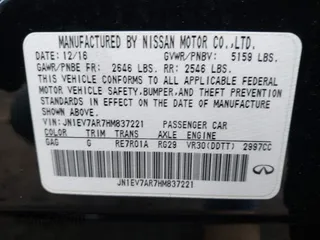 MANUFACTURED BY NISSAN MOTOR CO.,LTD.
DATE: 12/16 GVWR/PNBV: 5159 LBS.
GAWR/PNBE FR: 2646 LBS. RR: 2546 LBS.
THIS VEHICLE CONFORMS TO ALL APPLICABLE FEDERAL
MOTOR VEHICLE SAFETY,BUMPER,AND THEFT PREVENTION
STANDARDS IN EFFECT ON THE DATE OF MANUFACTURE
SHOWN ABOVE.
VIN: JN1EV7AR7HM837221 PASSENGER CAR
COLOR TRIM TRANS AXLE ENGINE
GAG G RE7R01A RG29 VR30(DDTT) 2997CC
JN1EV7AR7HM837221
INFINITI